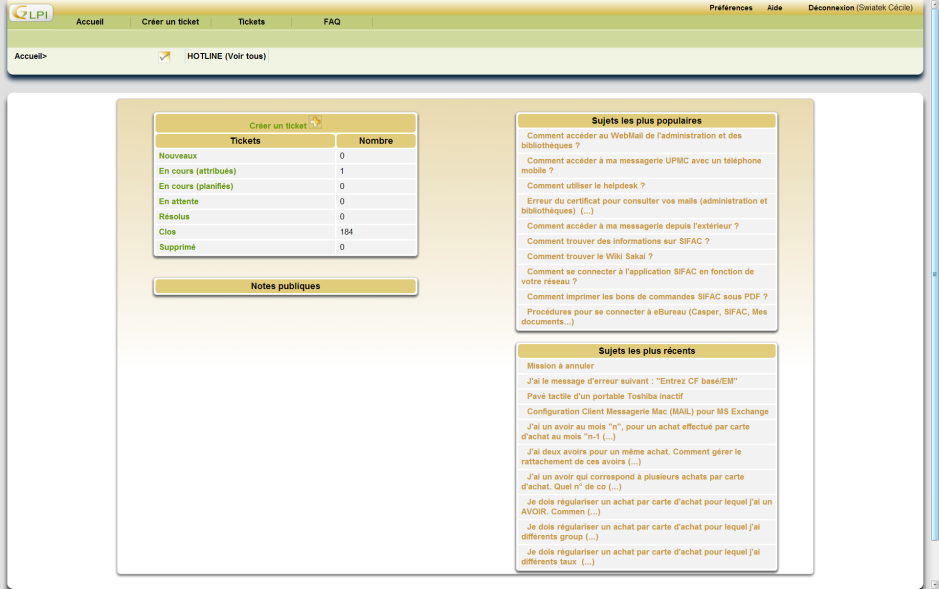 GLPI
Préférences Aide Déconnexion (Swiatek Cécile)
Accueil Créer un ticket Tickets FAQ
Accueil> HOTLINE (Voir tous)
Créer un ticket
Tickets Nombre
Nouveaux 0
En cours (attribués) 1
En cours (planifiés) 0
En attente 0
Résolus 0
Clos 184
Supprimé 0
Notes publiques
Sujets les plus populaires
Comment accéder au WebMail de l'administration et des
bibliothèques ?
Comment accéder à ma messagerie UPMC avec un téléphone
mobile ?
Comment utiliser le helpdesk ?
Erreur du certificat pour consulter vos mails (administration et
bibliothèques) (...)
Comment accéder à ma messagerie depuis l'extérieur ?
Comment trouver des informations sur SIFAC ?
Comment trouver le Wiki Sakai ?
Comment se connecter à l'application SIFAC en fonction de
votre réseau ?
Comment imprimer les bons de commandes SIFAC sous PDF ?
Procédures pour se connecter à eBureau (Casper, SIFAC, Mes
documents...)
Sujets les plus récents
Mission à annuler
J'ai le message d'erreur suivant : "Entrez CF basé/EM"
Pavé tactile d'un portable Toshiba inactif
Configuration Client Messagerie Mac (MAIL) pour MS Exchange
J'ai un avoir au mois "n", pour un achat effectué par carte
d'achat au mois "n-1 (...)
J'ai deux avoirs pour un même achat. Comment gérer le
rattachement de ces avoirs (...)
J'ai un avoir qui correspond à plusieurs achats par carte
d'achat. Quel n° de co (...)
Je dois régulariser un achat par carte d'achat pour lequel j'ai un
AVOIR. Commen (...)
Je dois régulariser un achat par carte d'achat pour lequel j'ai
différents group (...)
Je dois régulariser un achat par carte d'achat pour lequel j'ai
différents taux (...)